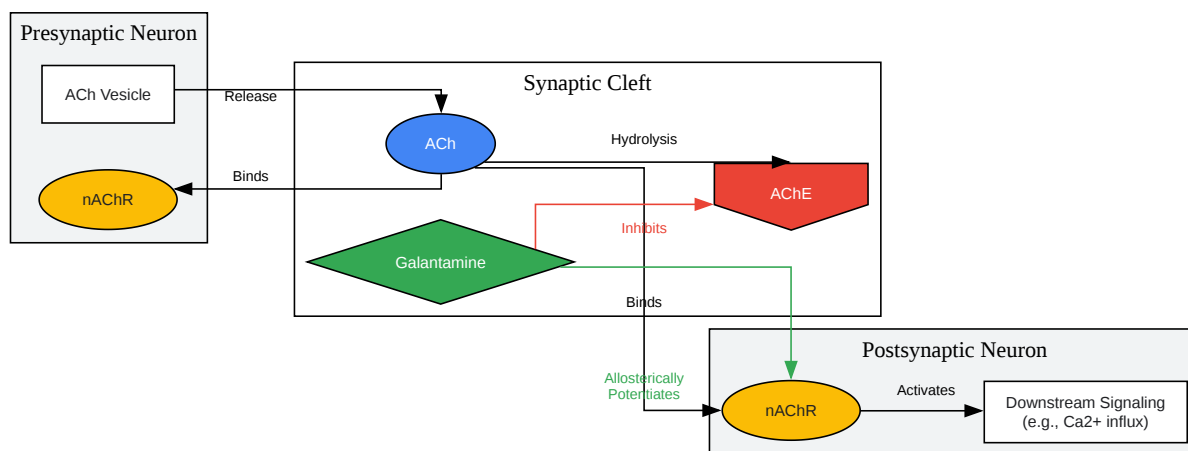 Presynaptic Neuron
ACh Vesicle
Release
Synaptic Cleft
ACh
Hydrolysis
AChE
Binds
nAChR
Inhibits
Galantamine
Binds
Postsynaptic Neuron
Allosterically
Potentiates
nAChR
Activates
Downstream Signaling
(e.g., Ca2+ influx)